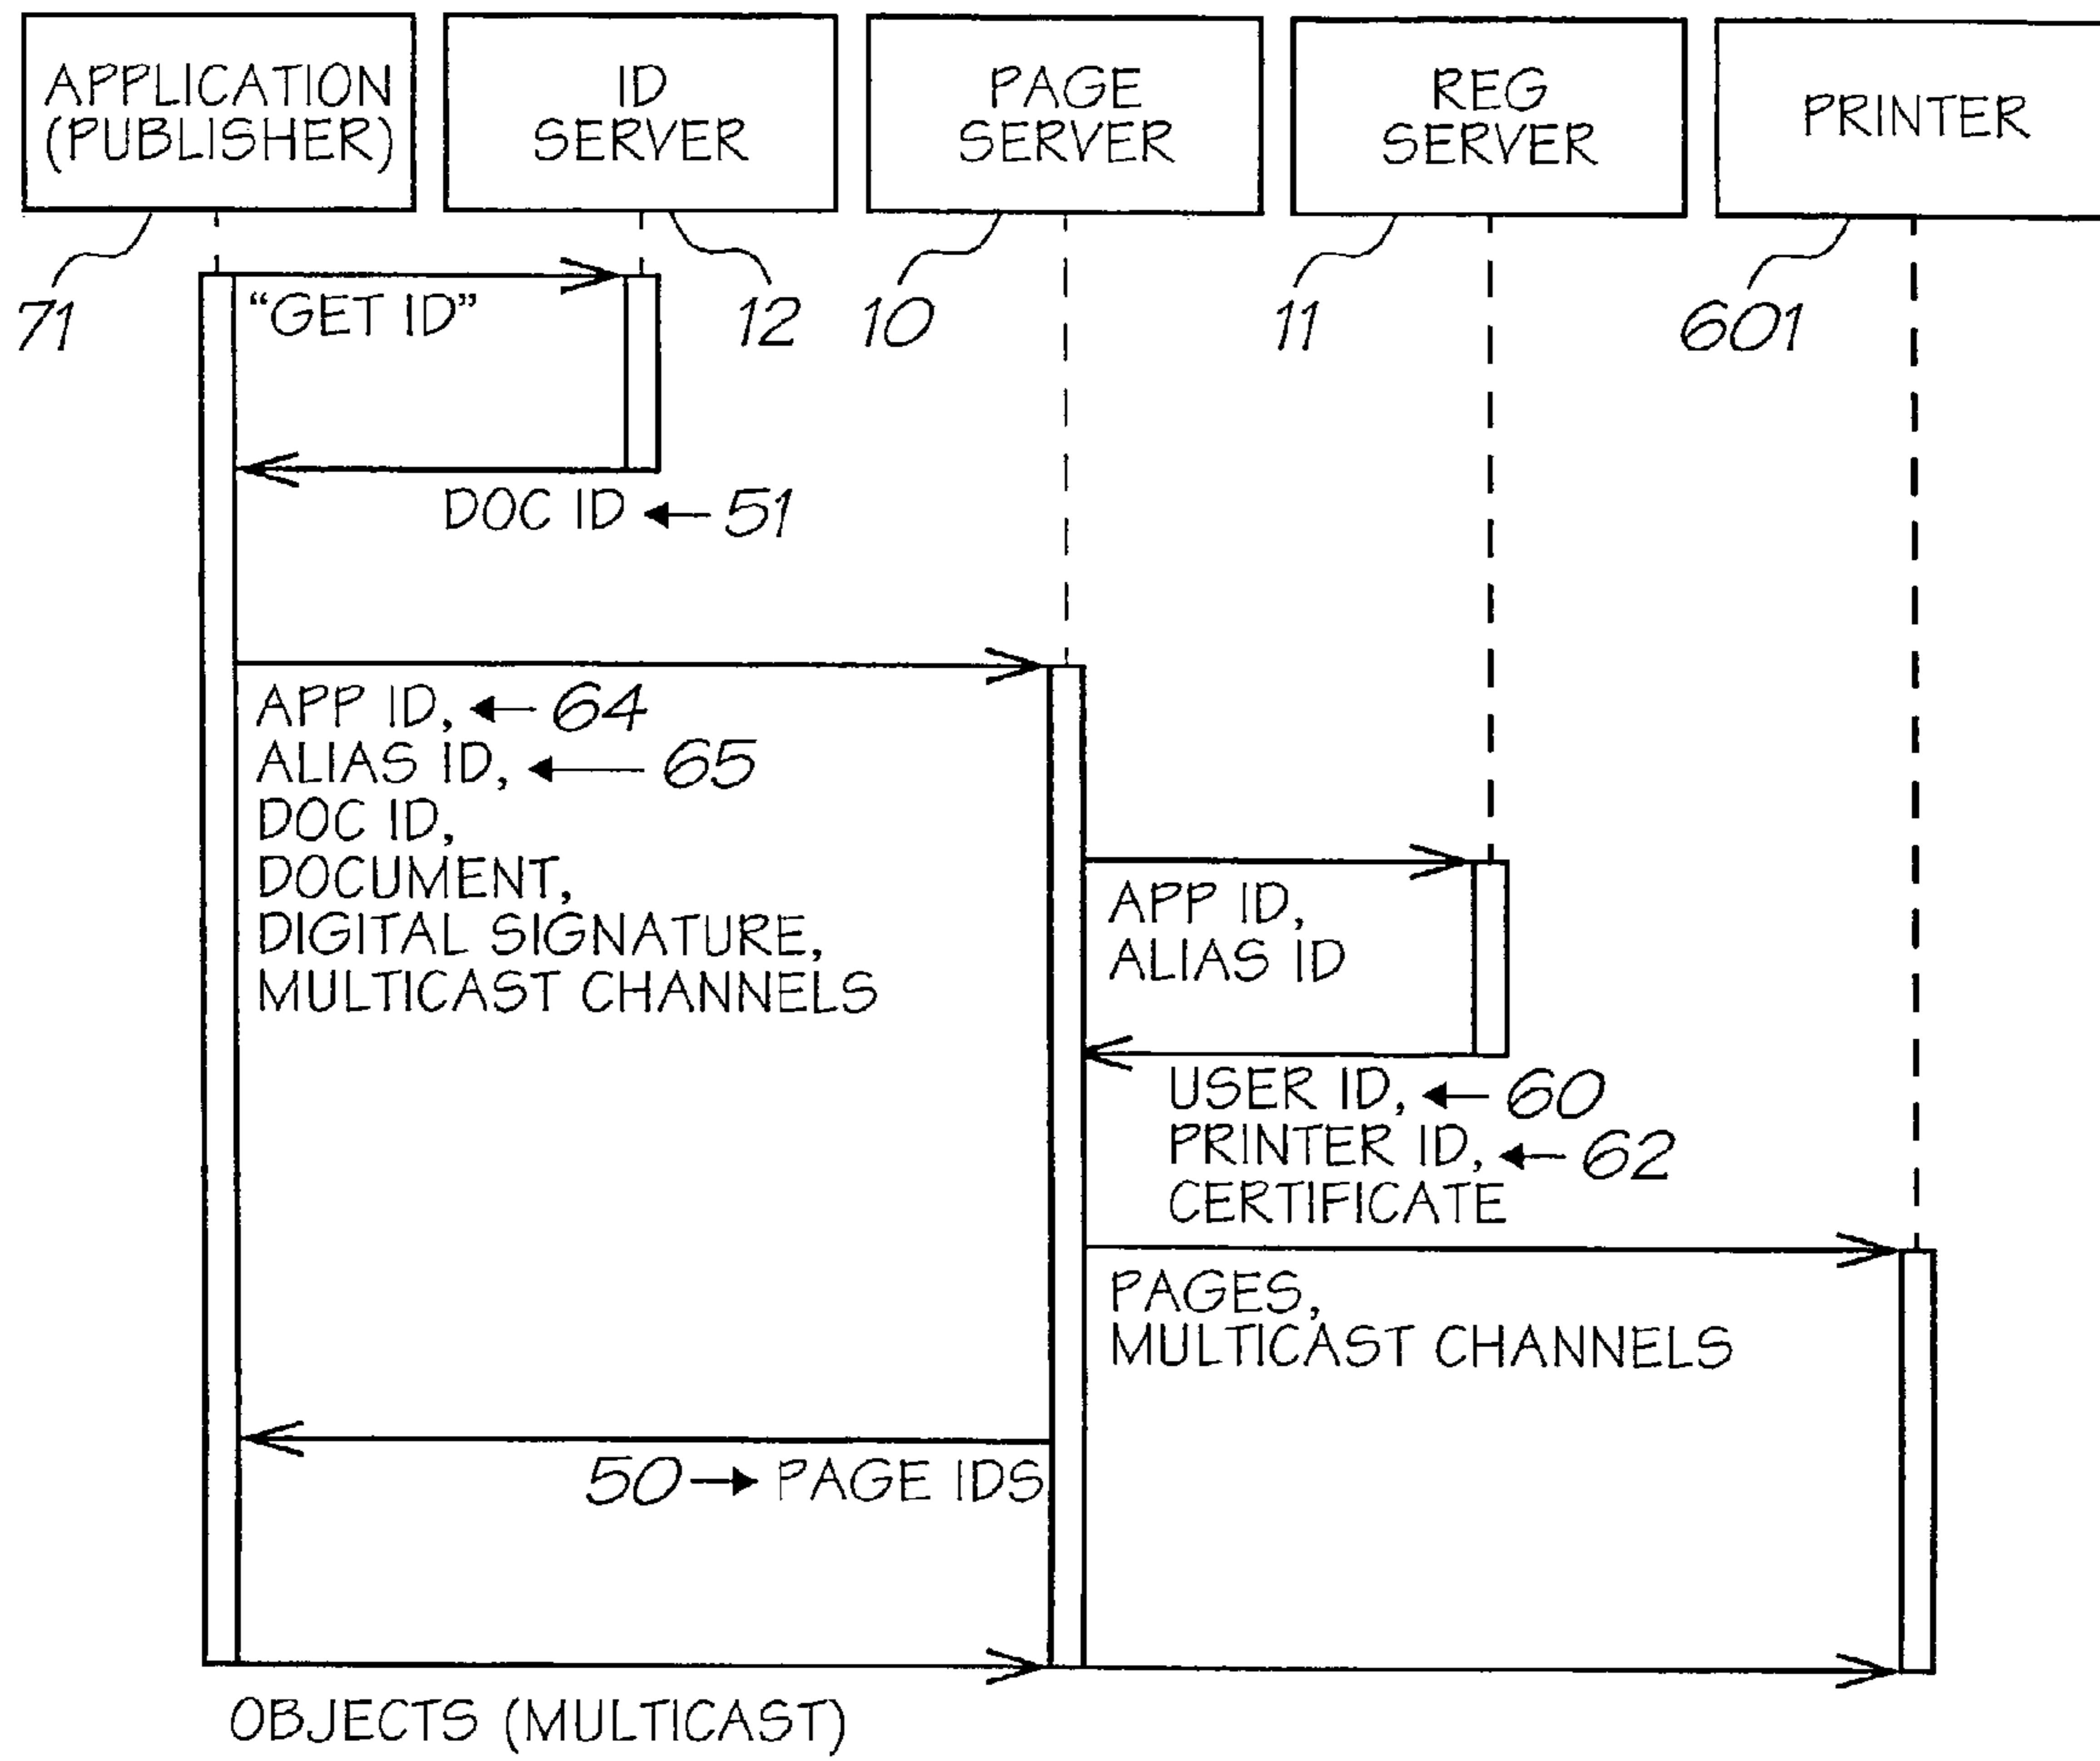 APPLICATION
(PUBLISHER)
ID
SERVER
PAGE
SERVER
REG
SERVER
PRINTER
71
12
10
11
601
“GET ID”
DOC ID 51
APP ID, 64
ALIAS ID, 65
DOC ID,
DOCUMENT,
DIGITAL SIGNATURE,
MULTICAST CHANNELS
APP ID,
ALIAS ID
USER ID, 60
PRINTER ID, 62
CERTIFICATE
PAGES,
MULTICAST CHANNELS
50 PAGE IDS
OBJECTS (MULTICAST)